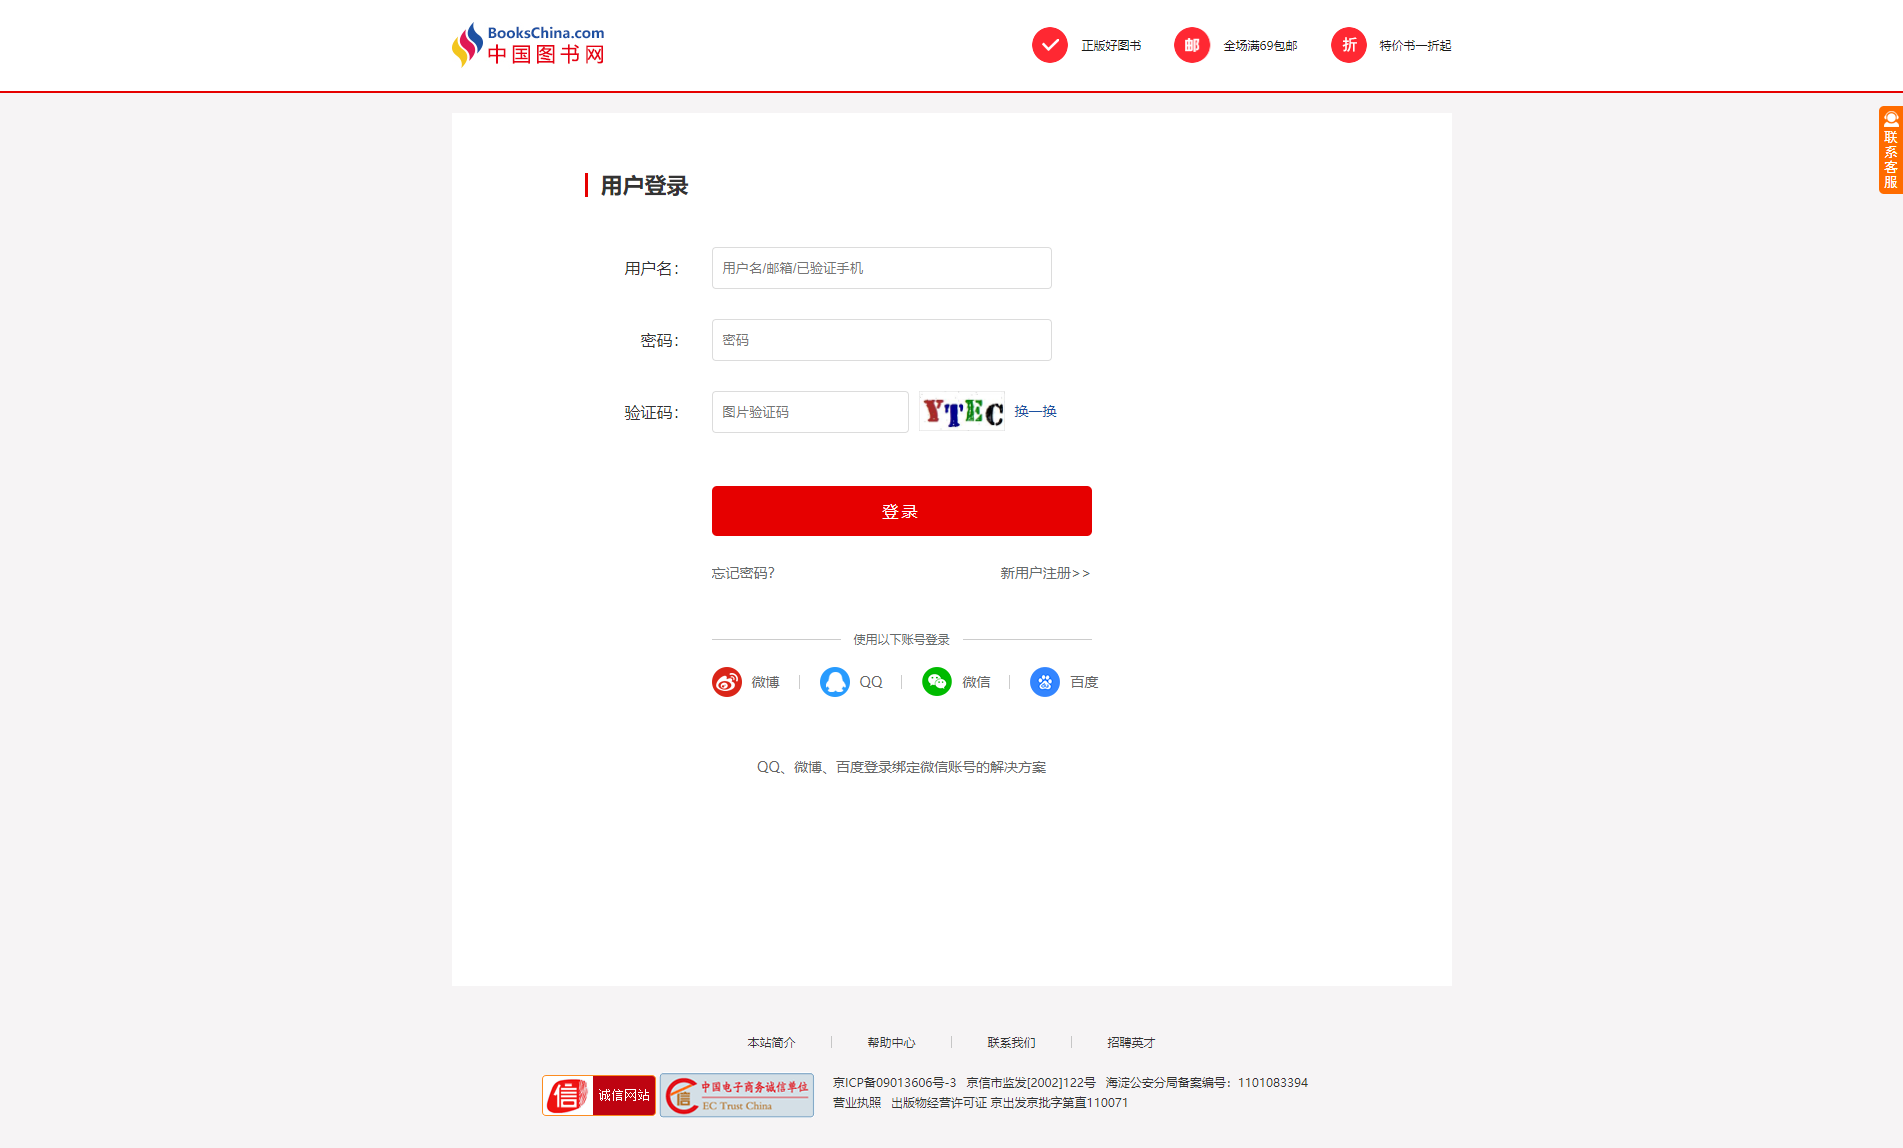 BooksChina.com
中国图书网
正版好图书
邮 全场满69包邮
折 特价书一折起
联系客服
用户登录
用户名： 用户名/邮箱/已验证手机
密码： 密码
验证码： 图片验证码 YTEC 换一换
登录
忘记密码? 新用户注册>>
使用以下账号登录
微博 QQ 微信 百度
QQ、微博、百度登录绑定微信账号的解决方案
本站简介 帮助中心 联系我们 招聘英才
信 诚信网站
信 中国电子商务诚信单位
EC Trust China
京ICP备09013606号-3 京信市监发[2002]122号 海淀公安分局备案编号：1101083394
营业执照 出版物经营许可证 京出发京批字第直110071